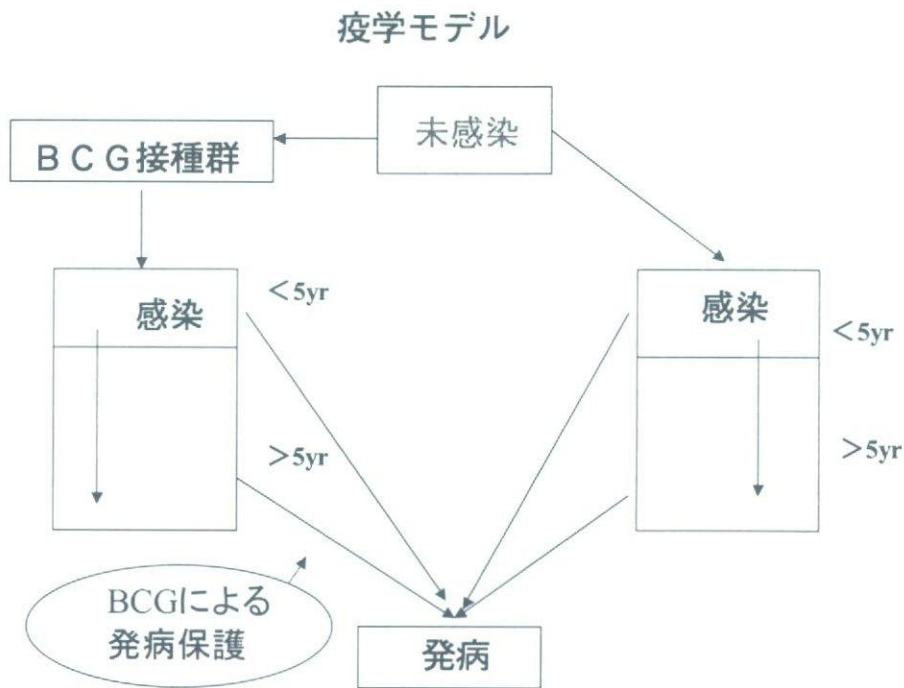 疫学モデル
未感染
ＢＣＧ接種群
感染
＜5yr
＞5yr
感染
＜5yr
＞5yr
BCGによる
発病保護
発病